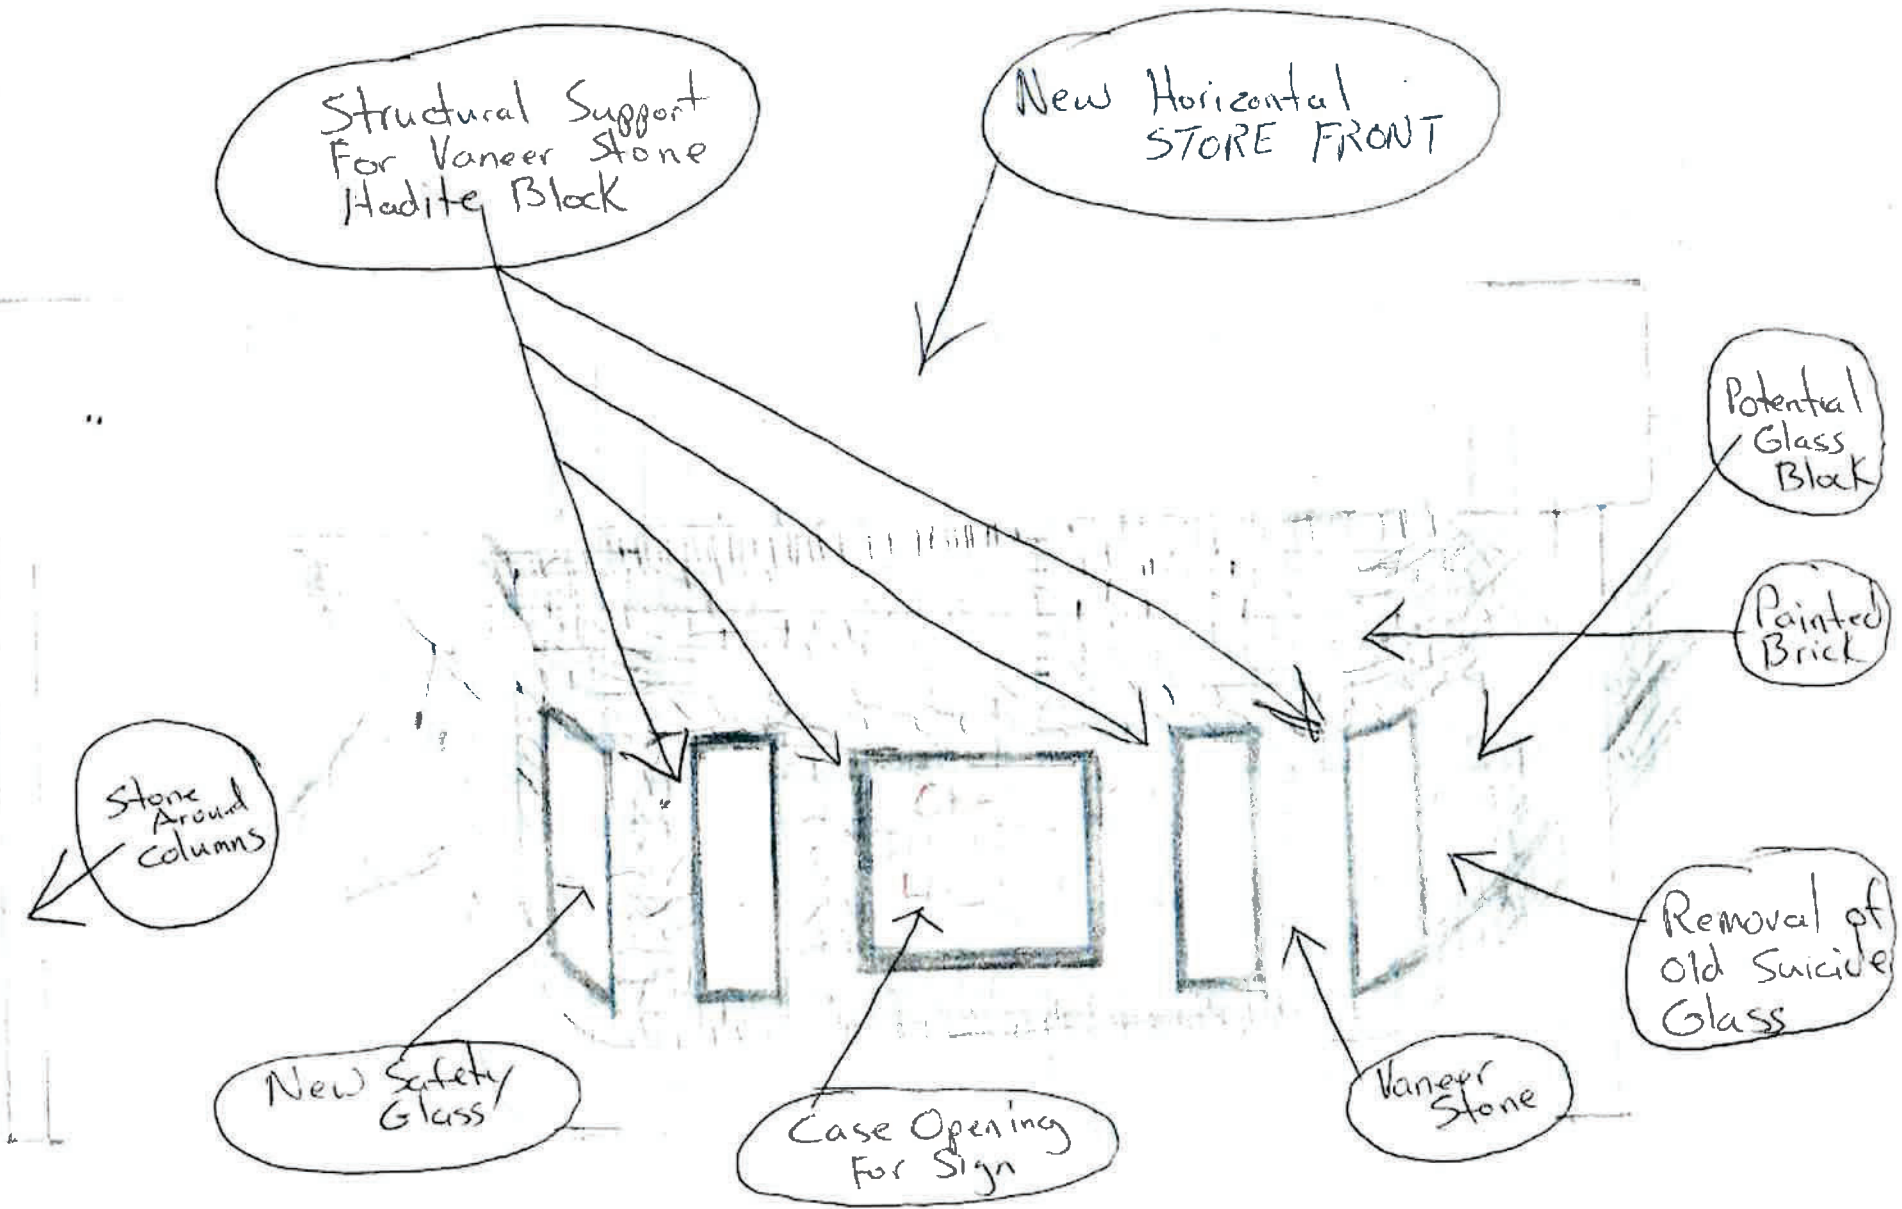 Structural Support
For Vaneer Stone
Hadite Block
New Horizontal
STORE FRONT
Potential
Glass
Block
Painted
Brick
Stone
Around
Columns
Removal of
Old Suicide
Glass
New Safety
Glass
Case Opening
For Sign
Vaneer
Stone